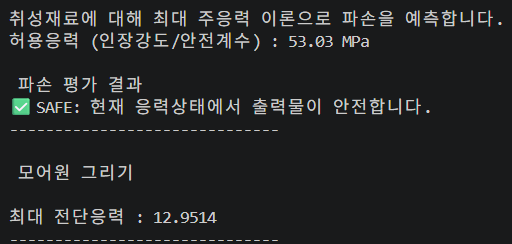 취성재료에 대해 최대 주응력 이론으로 파손을 예측합니다.
허용응력 (인장강도/안전계수) : 53.03 MPa
파손 평가 결과
✅ SAFE: 현재 응력상태에서 출력물이 안전합니다.
------------------------------
모어원 그리기
최대 전단응력 : 12.9514
------------------------------